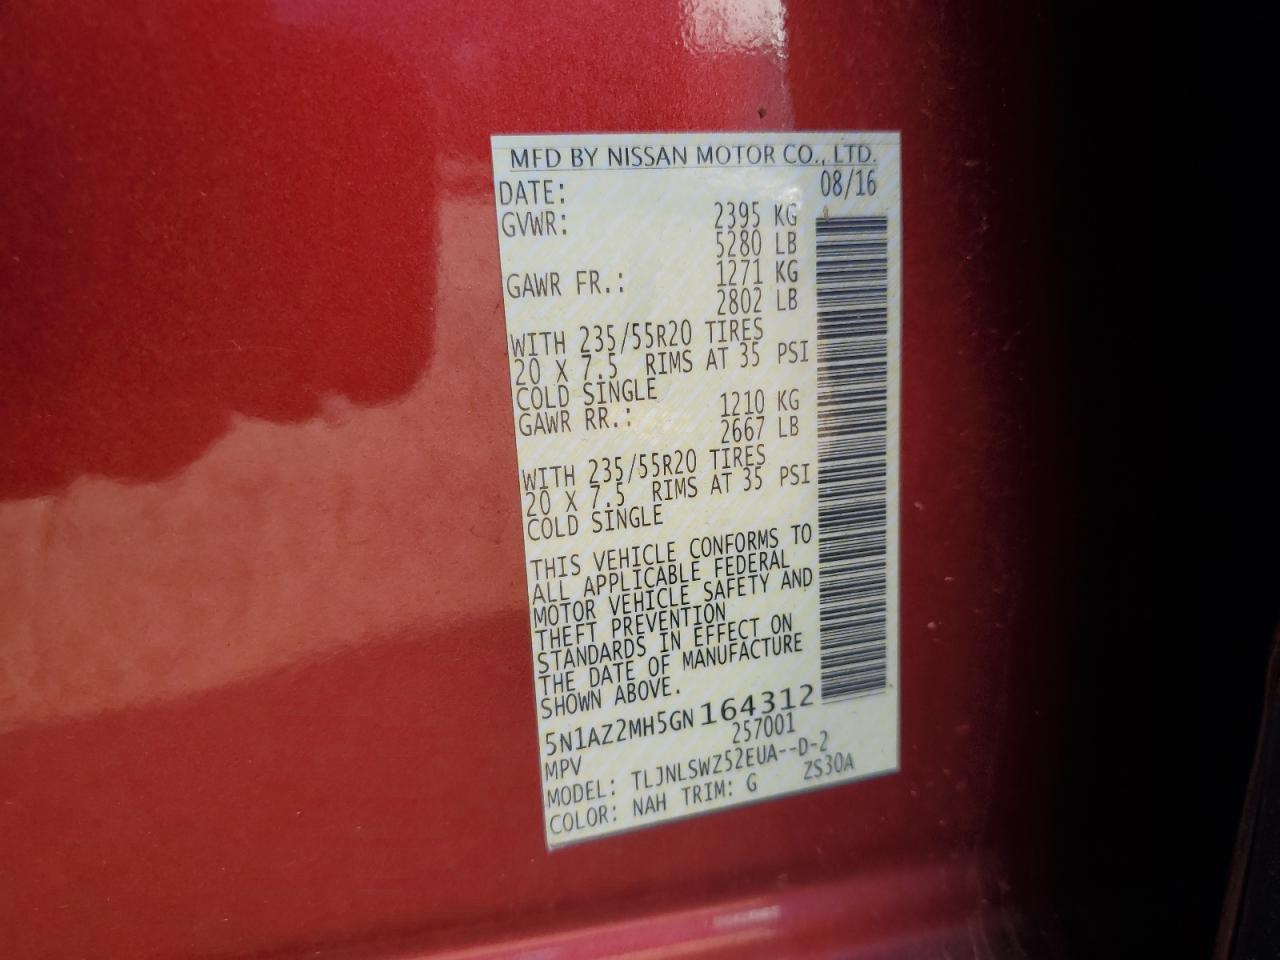 MFD BY NISSAN MOTOR CO., LTD.
DATE: 08/16
GVWR: 2395 KG
5280 LB
GAWR FR.: 1271 KG
2802 LB
WITH 235/55R20 TIRES
20 X 7.5 RIMS AT 35 PSI
COLD SINGLE
GAWR RR.: 1210 KG
2667 LB
WITH 235/55R20 TIRES
20 X 7.5 RIMS AT 35 PSI
COLD SINGLE
THIS VEHICLE CONFORMS TO
ALL APPLICABLE FEDERAL
MOTOR VEHICLE SAFETY AND
THEFT PREVENTION
STANDARDS IN EFFECT ON
THE DATE OF MANUFACTURE
SHOWN ABOVE.
5N1AZ2MH5GN164312
MPV 257001
MODEL: TLJNLSWZ52EUA--D-2
COLOR: NAH TRIM: G ZS30A